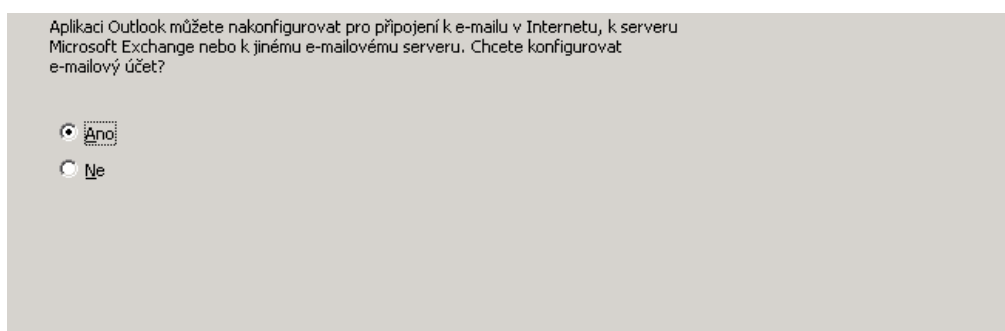 Aplikaci Outlook můžete nakonfigurovat pro připojení k e-mailu v Internetu, k serveru
Microsoft Exchange nebo k jinému e-mailovému serveru. Chcete konfigurovat
e-mailový účet?
Ano
Ne